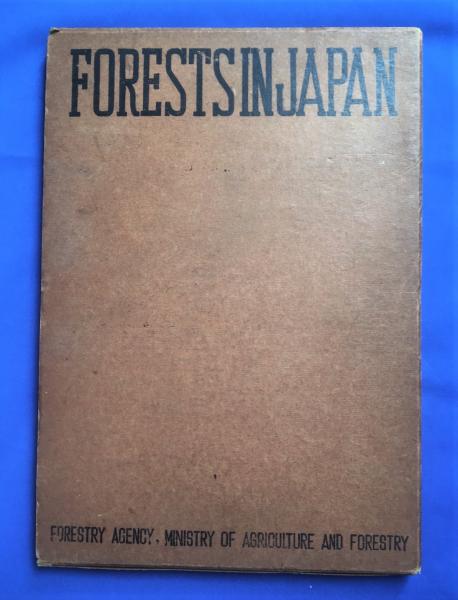 FORESTS IN JAPAN
FORESTRY AGENCY, MINISTRY OF AGRICULTURE AND FORESTRY